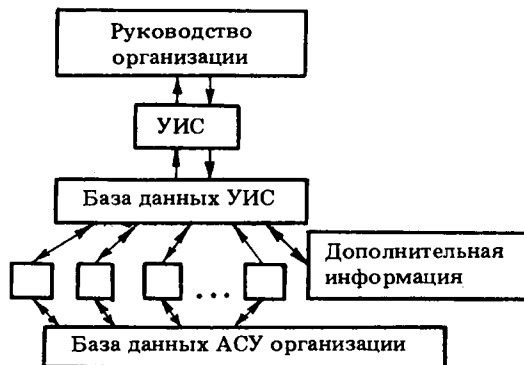 Руководство
организации
УИС
База данных УИС
Дополнительная
информация
...
База данных АСУ организации